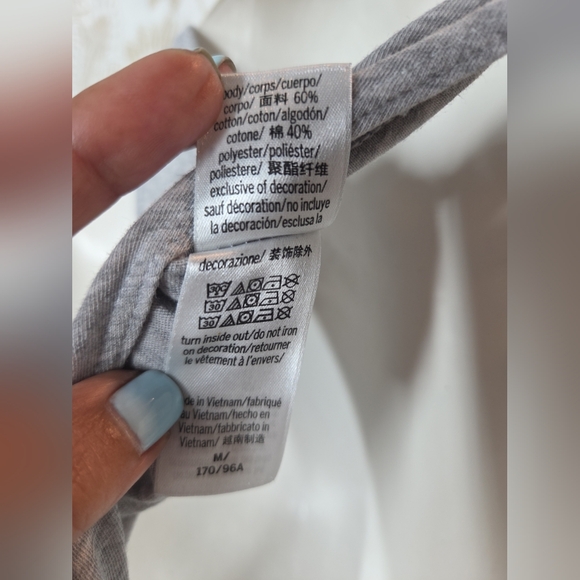 body/corps/cuerpo/
corpo/ 面料 60%
cotton/coton/algodón/
cotone/ 棉 40%
polyester/poliéster/
poliestere/ 聚酯纤维
exclusive of decoration/
sauf décoration/no incluye
la decoración/esclusa la
decorazione/ 装饰除外
30
30
30
turn inside out/do not iron
on decoration/retourner
le vêtement à l'envers/
de in Vietnam/fabriqué
au Vietnam/hecho en
Vietnam/fabbricato in
Vietnam/ 越南制造
M/
170/96A